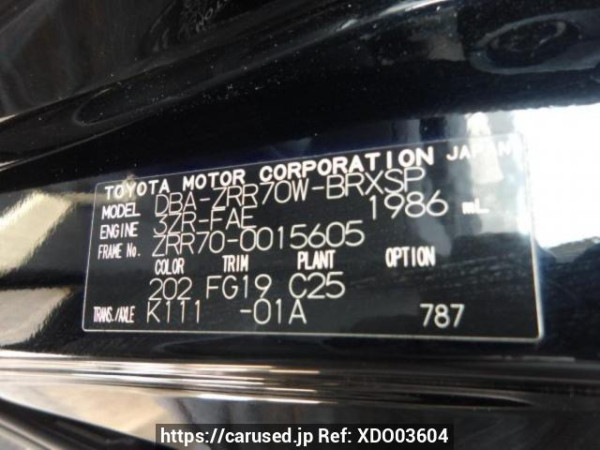 TOYOTA MOTOR CORPORATION JAPAN
MODEL DBA-ZRR70W-BRXSP
ENGINE 3ZR-FAE 1986 mL
FRAME No. ZRR70-0015605
COLOR TRIM PLANT OPTION
202 FG19 C25
TRANS./AXLE K111 -01A 787
https://carused.jp Ref: XDO03604